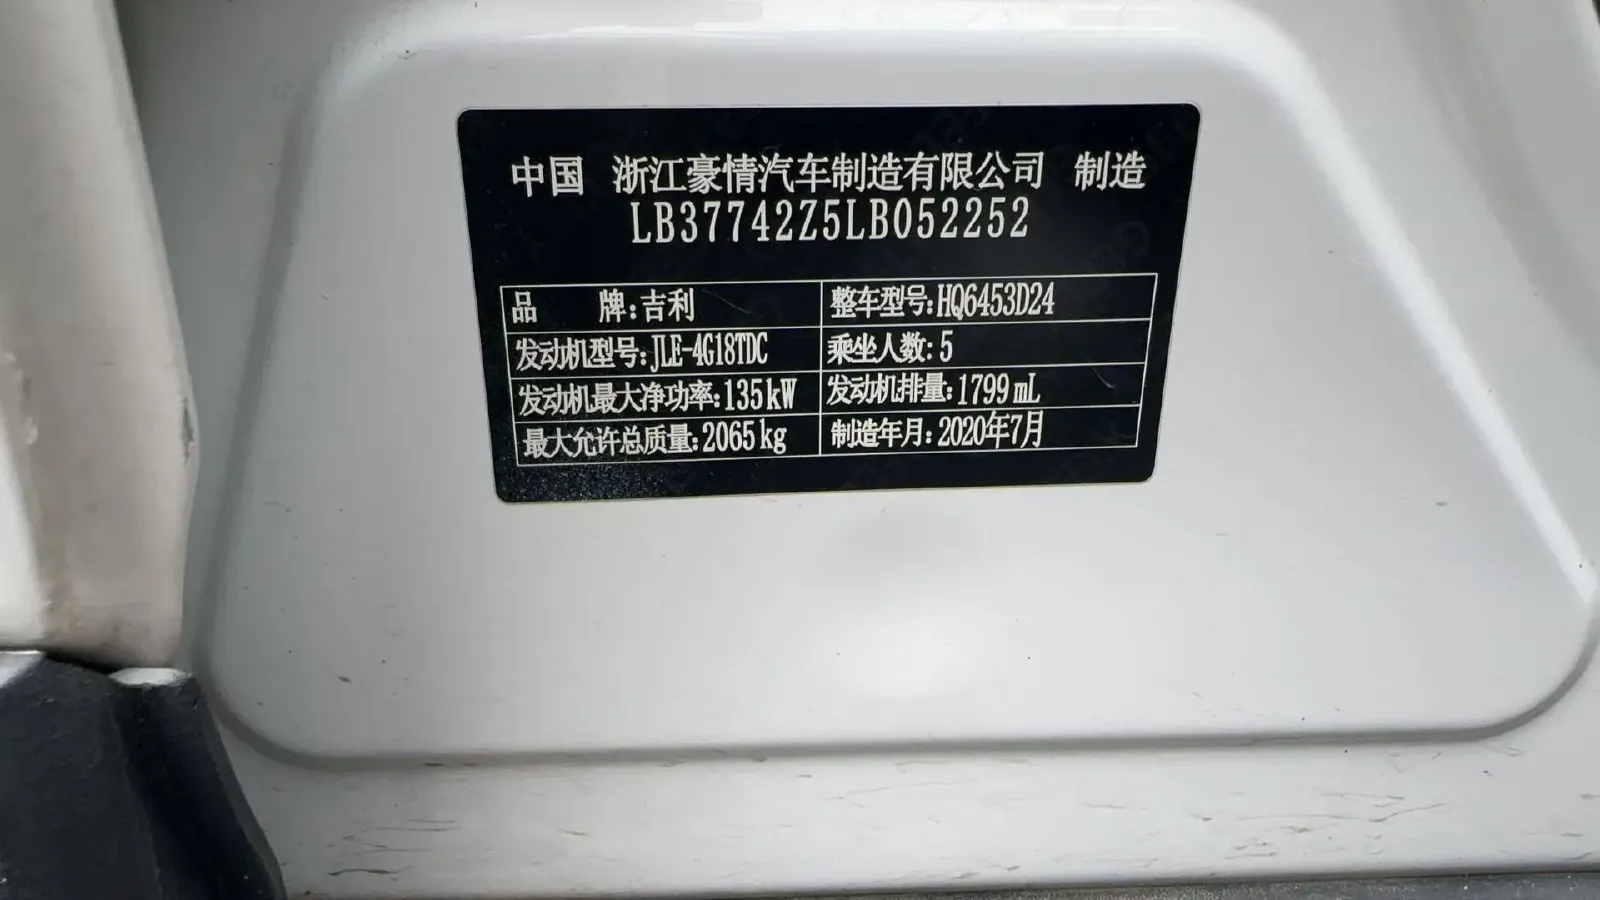 中国 浙江豪情汽车制造有限公司 制造
LB37742Z5LB052252
品 牌:吉利 整车型号:HQ6453D24
发动机型号:JLE-4G18TDC 乘坐人数:5
发动机最大净功率:135kW 发动机排量:1799mL
最大允许总质量:2065kg 制造年月:2020年7月